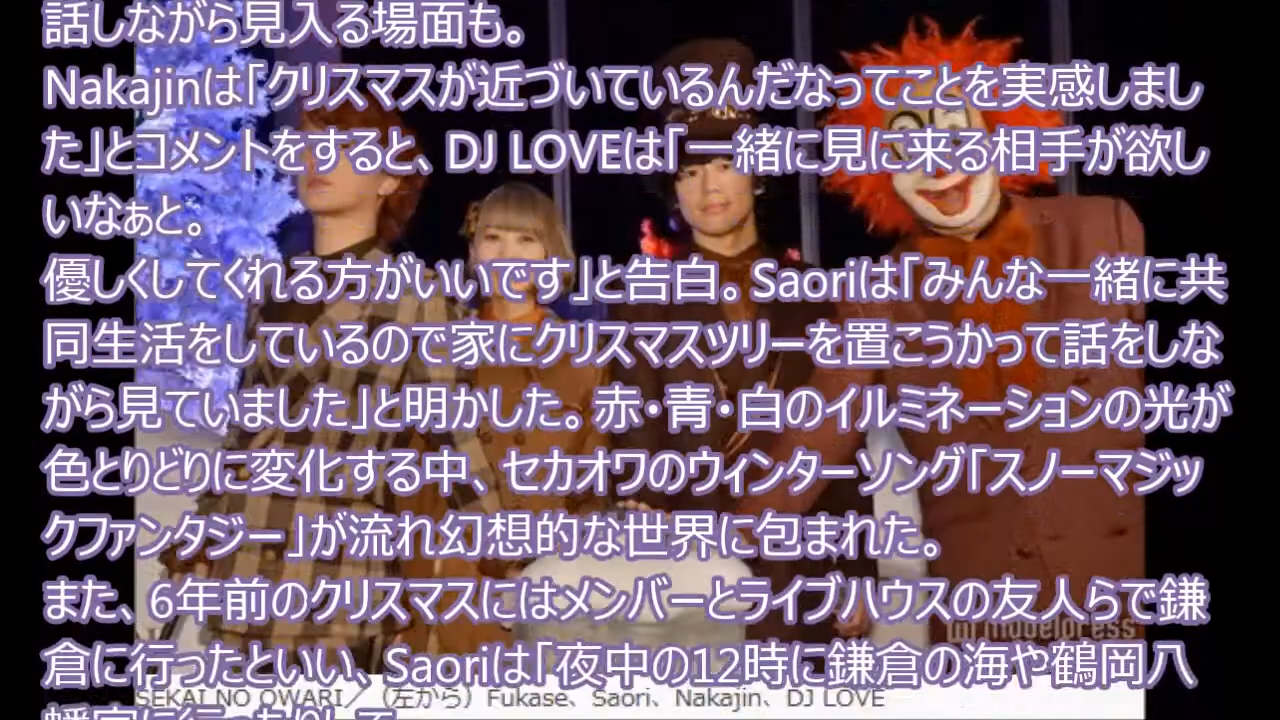 話しながら見入る場面も。
Nakajinは「クリスマスが近づいているんだなってことを実感しまし
た」とコメントをすると、DJ LOVEは「一緒に見に来る相手が欲し
いなぁと。
優しくしてくれる方がいいです」と告白。Saoriは「みんな一緒に共
同生活をしているので家にクリスマスツリーを置こうかって話をしな
がら見ていました」と明かした。赤・青・白のイルミネーションの光が
色とりどりに変化する中、セカオワのウィンターソング「スノーマジッ
クファンタジー」が流れ幻想的な世界に包まれた。
また、6年前のクリスマスにはメンバーとライブハウスの友人らで鎌
modelpress
倉に行ったといい、Saoriは「夜中の12時に鎌倉の海や鶴岡八
SEKAI NO OWARI／（左から）Fukase、Saori、Nakajin、DJ LOVE
幡宮に行ったりして